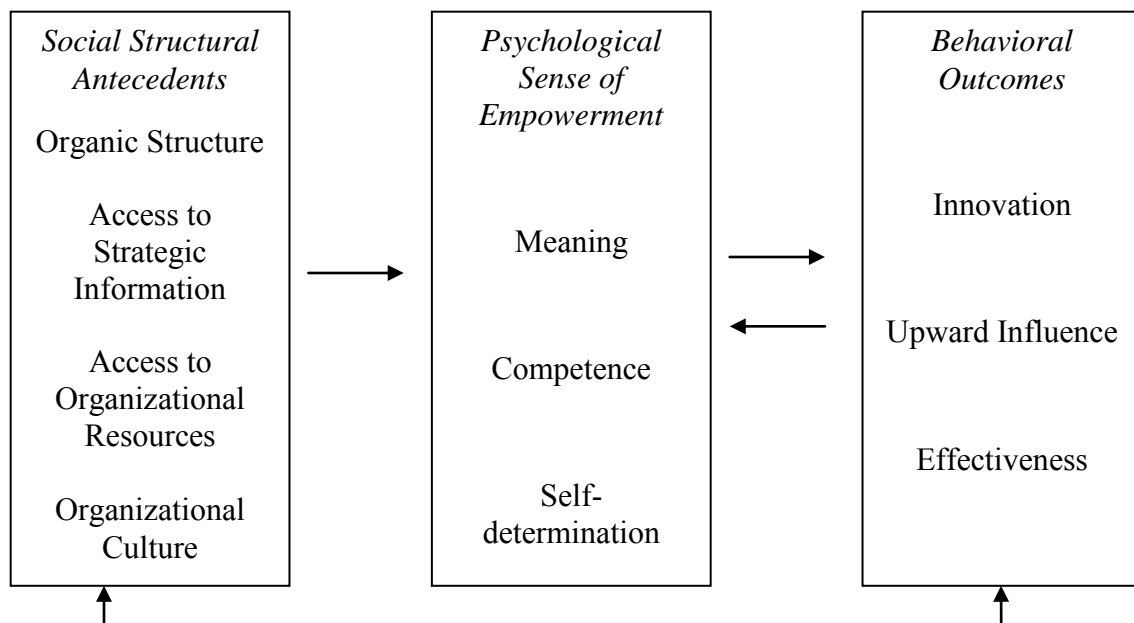 Social Structural
Antecedents
Organic Structure
Access to
Strategic
Information
Access to
Organizational
Resources
Organizational
Culture
Psychological
Sense of
Empowerment
Meaning
Competence
Self-
determination
Behavioral
Outcomes
Innovation
Upward Influence
Effectiveness